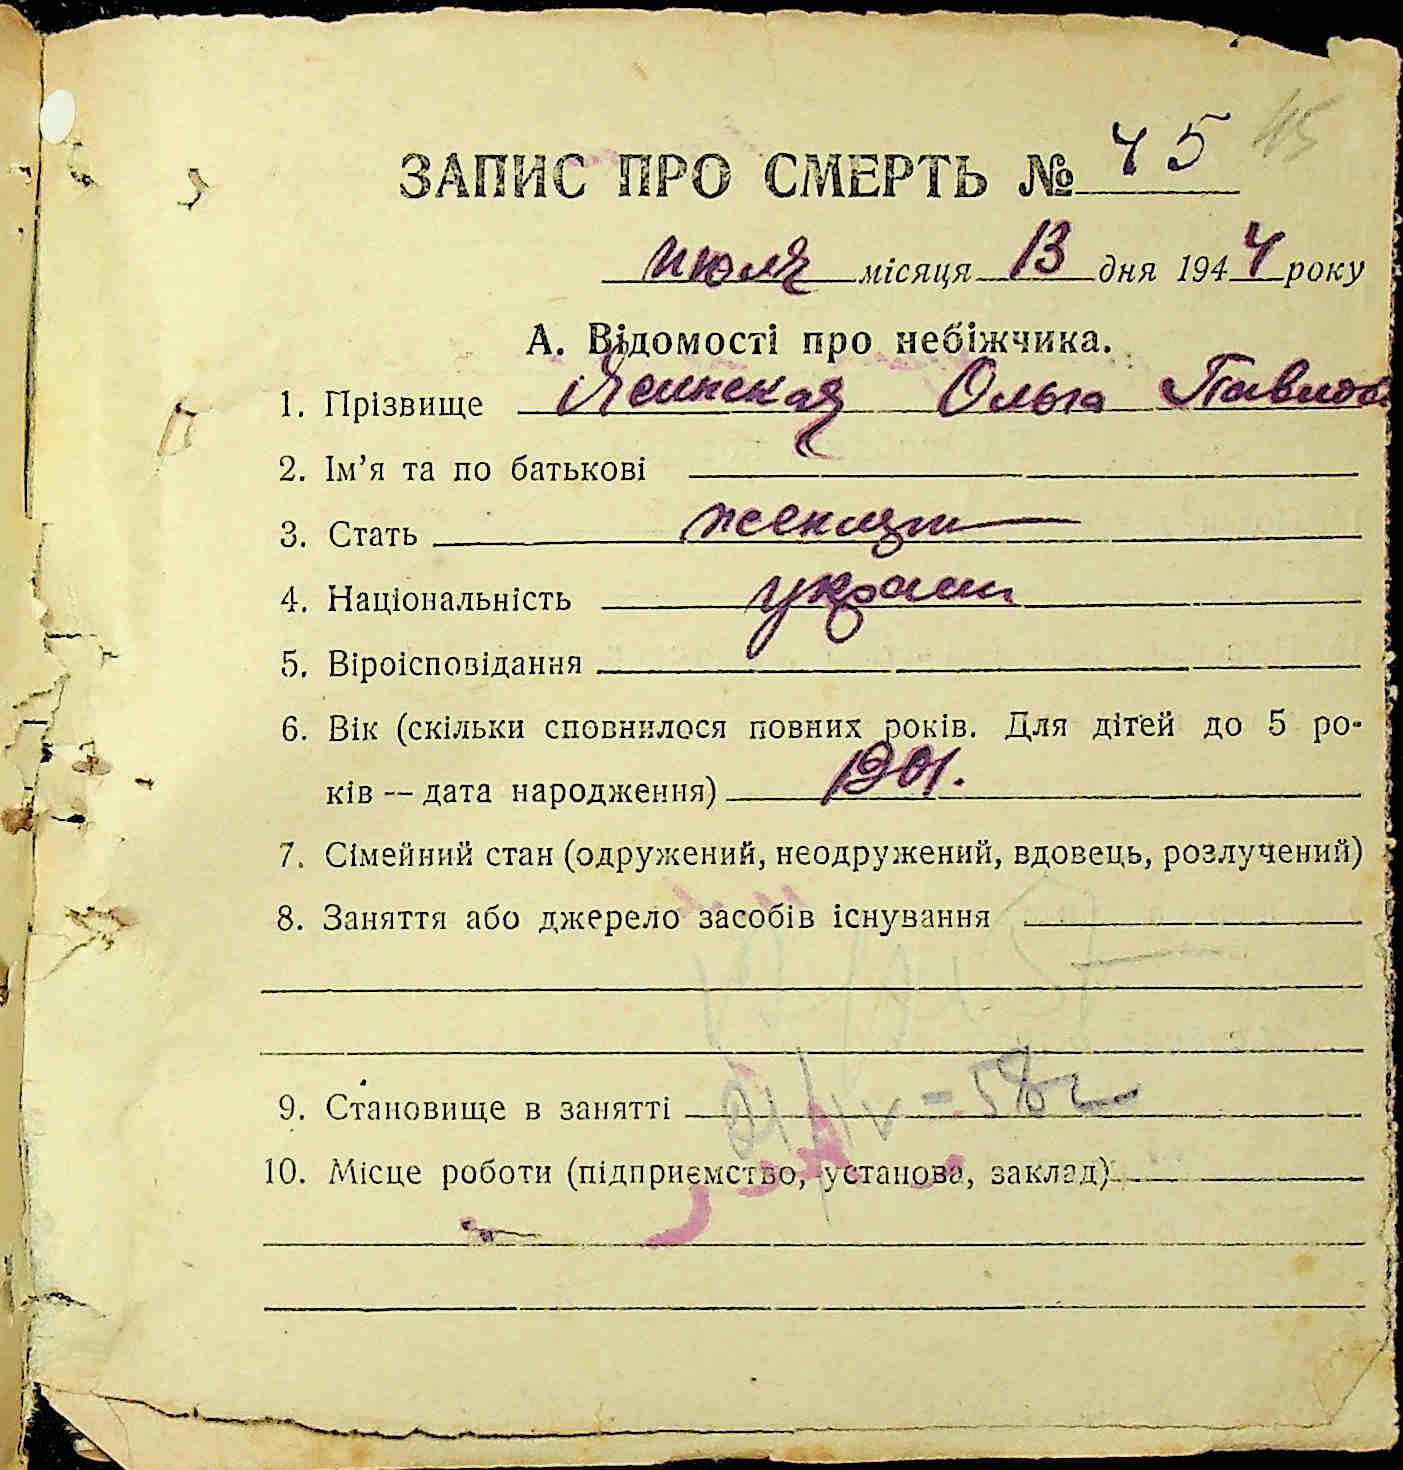 ЗАПИС ПРО СМЕРТЬ № 45 45
июля місяця 13 дня 1944 року
А. Відомості про небіжчика.
1. Прізвище Ольга
2. Ім’я та по батькові
3. Стать
4. Національність украин
5. Віроісповідання
6. Вік (скільки сповнилося повних років. Для дітей до 5 ро-
ків — дата народження) 1901.
7. Сімейний стан (одружений, неодружений, вдовець, розлучений)
8. Заняття або джерело засобів існування
9. Становище в занятті
10. Місце роботи (підприємство, установа, заклад)